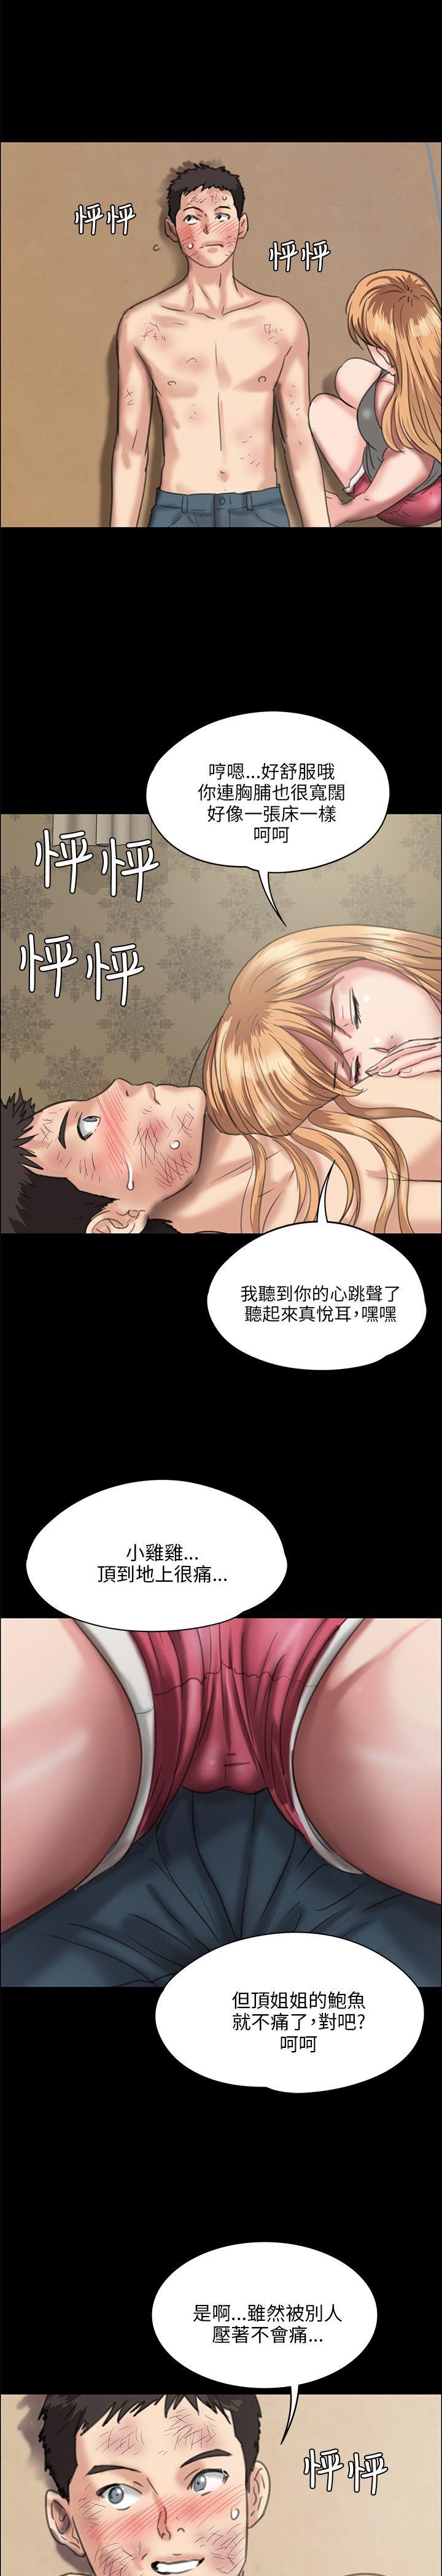 怦怦
怦怦
哼嗯...好舒服哦
你連胸脯也很寬闊
好像一張床一樣
呵呵
怦怦
怦怦
我聽到你的心跳聲了
聽起來真悅耳,嘿嘿
小雞雞...
頂到地上很痛...
但頂姐姐的鮑魚
就不痛了,對吧?
呵呵
是啊...雖然被別人
壓著不會痛...
怦怦